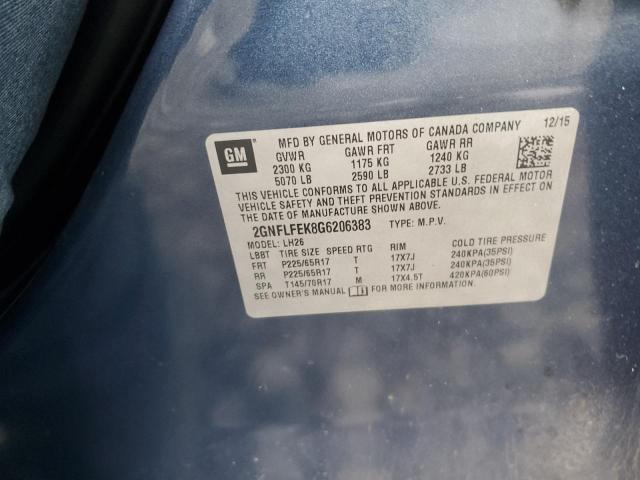 GM
MFD BY GENERAL MOTORS OF CANADA COMPANY 12/15
GVWR GAWR FRT GAWR RR
2300 KG 1175 KG 1240 KG
5070 LB 2590 LB 2733 LB
THIS VEHICLE CONFORMS TO ALL APPLICABLE U.S. FEDERAL MOTOR
VEHICLE SAFETY AND THEFT PREVENTION STANDARDS IN EFFECT ON
THE DATE OF MANUFACTURE SHOWN ABOVE.
2GNFLFEK8G6206383 TYPE: M.P.V.
MODEL: LH26
LBBT TIRE SIZE SPEED RTG RIM COLD TIRE PRESSURE
FRT P225/65R17 T 17X7J 240KPA(35PSI)
RR P225/65R17 T 17X7J 240KPA(35PSI)
SPA T145/70R17 M 17X4.5T 420KPA(60PSI)
SEE OWNER'S MANUAL